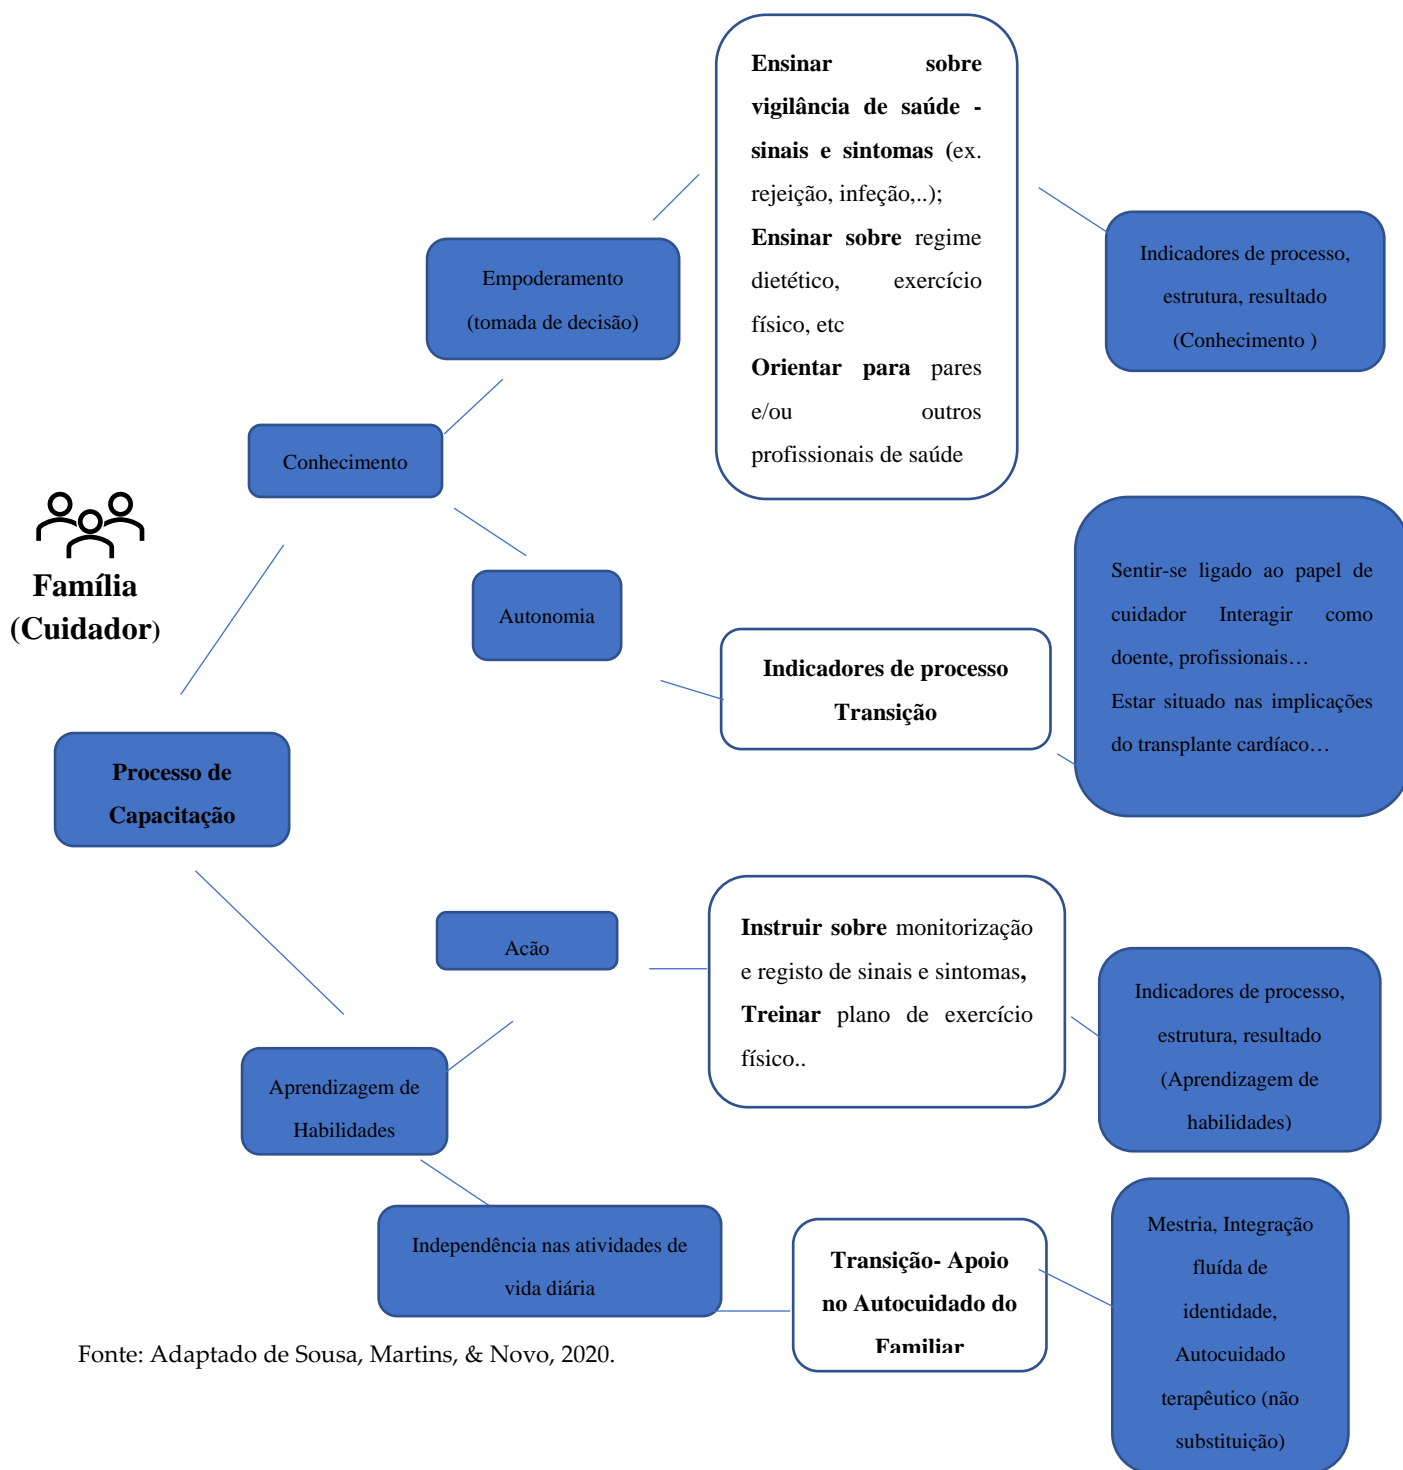 Ensinar sobre
vigilância de saúde -
sinais e sintomas (ex.
rejeição, infeção,..);
Ensinar sobre regime
dietético, exercício
físico, etc
Orientar para pares
e/ou outros
profissionais de saúde
Indicadores de processo,
estrutura, resultado
(Conhecimento )
Empoderamento
(tomada de decisão)
Conhecimento
Família
(Cuidador)
Autonomia
Indicadores de processo
Transição
Sentir-se ligado ao papel de
cuidador Interagir como
doente, profissionais…
Estar situado nas implicações
do transplante cardíaco…
Processo de
Capacitação
Ação
Instruir sobre monitorização
e registo de sinais e sintomas,
Treinar plano de exercício
físico..
Indicadores de processo,
estrutura, resultado
(Aprendizagem de
habilidades)
Aprendizagem de
Habilidades
Independência nas atividades de
vida diária
Transição- Apoio
no Autocuidado do
Familiar
Mestria, Integração
fluída de
identidade,
Autocuidado
terapêutico (não
substituição)
Fonte: Adaptado de Sousa, Martins, & Novo, 2020.